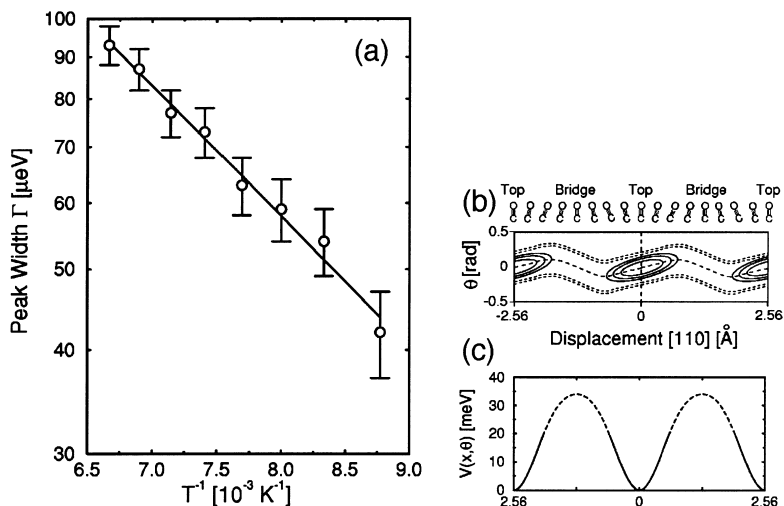 (a)
100
90
80
70
60
50
40
30
Peak Width Γ [μeV]
6.5 7.0 7.5 8.0 8.5 9.0
T⁻¹ [10⁻³ K⁻¹]
(b)
Top Bridge Top Bridge Top
0.5
0
-0.5
θ [rad]
-2.56 0 2.56
Displacement [110] [Å]
(c)
40
30
20
10
0
V(x,θ) [meV]
2.56 0 2.56